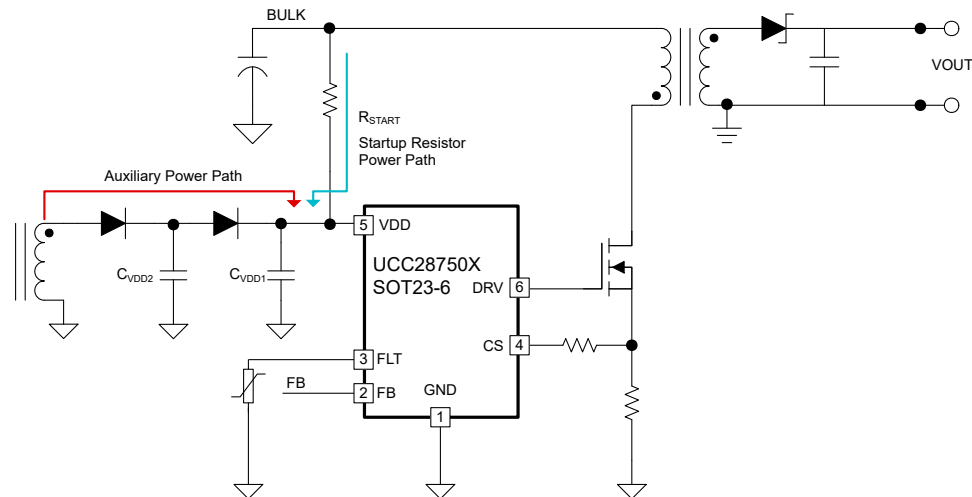 BULK
VOUT
RSTART
Startup Resistor
Power Path
Auxiliary Power Path
5
VDD
UCC28750X
SOT23-6
DRV
6
CVDD2
CVDD1
CS
4
3
FLT
FB
2
FB
GND
1